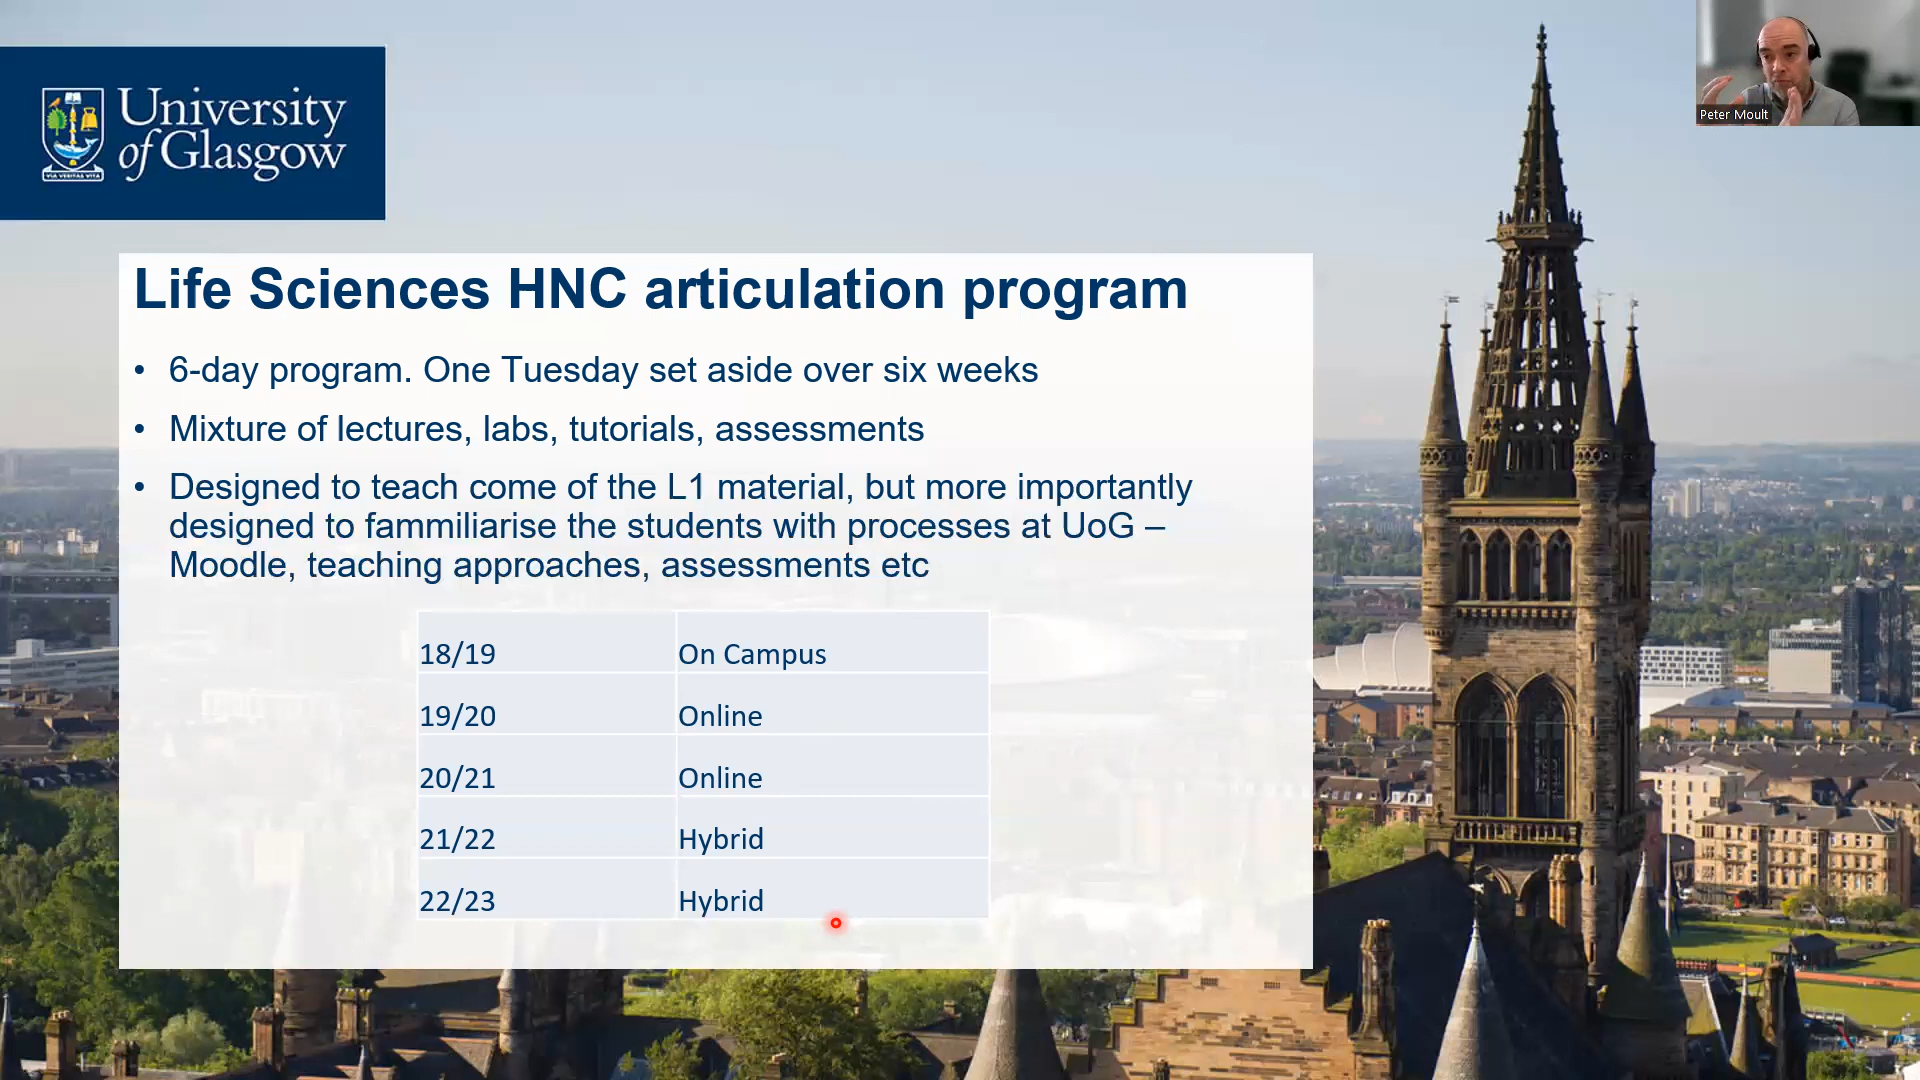 University
of Glasgow
VIA VERITAS VITA
Peter Moult
Life Sciences HNC articulation program
• 6-day program. One Tuesday set aside over six weeks
• Mixture of lectures, labs, tutorials, assessments
• Designed to teach come of the L1 material, but more importantly
designed to fammiliarise the students with processes at UoG –
Moodle, teaching approaches, assessments etc
18/19 On Campus
19/20 Online
20/21 Online
21/22 Hybrid
22/23 Hybrid